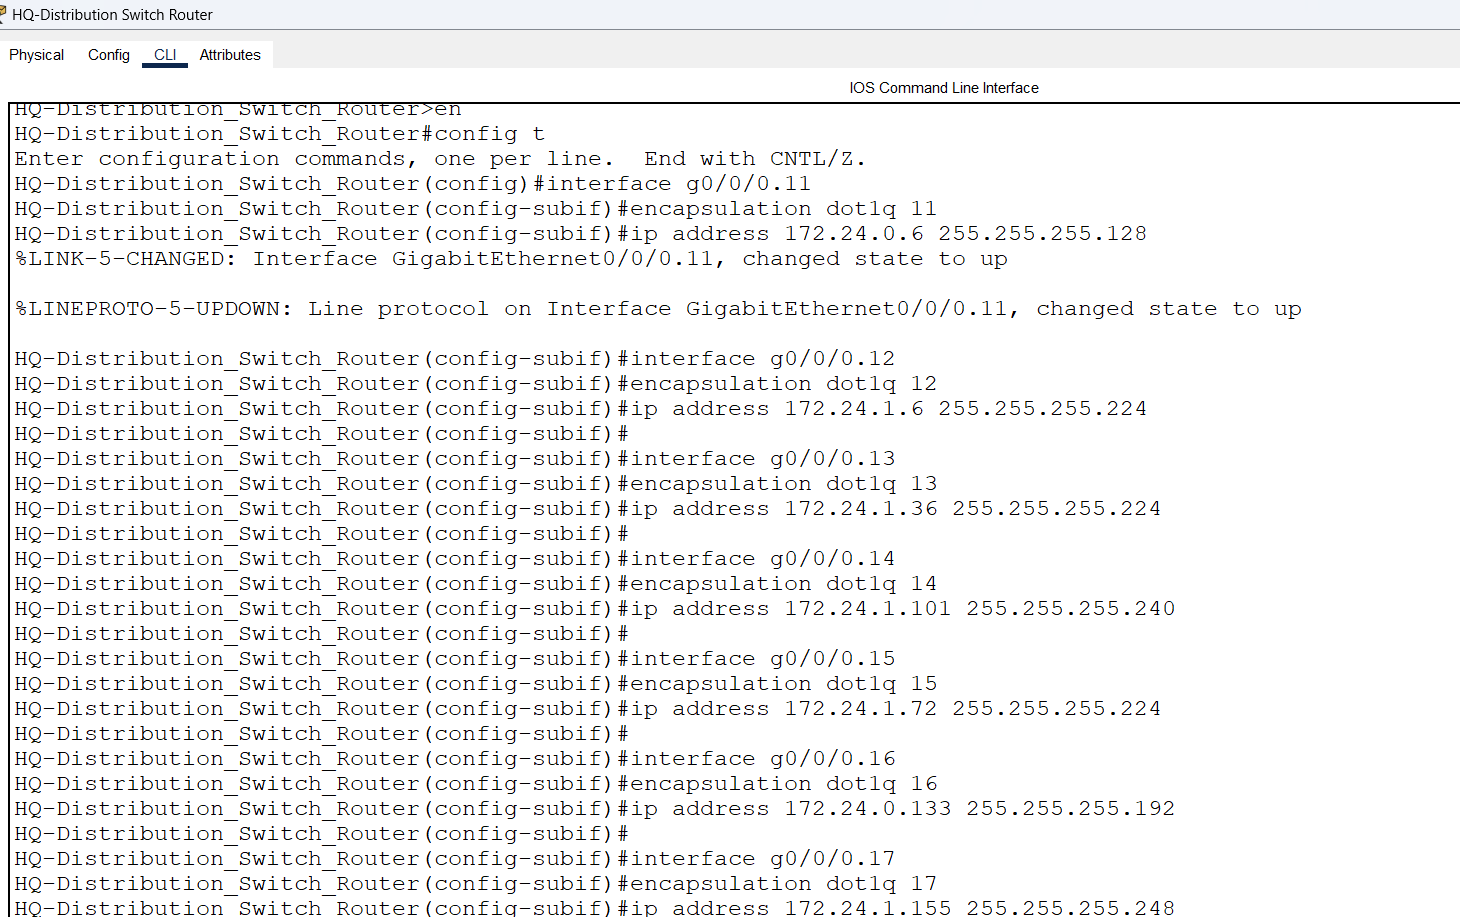 HQ-Distribution Switch Router
Physical Config CLI Attributes
IOS Command Line Interface
HQ-Distribution_Switch_Router>en
HQ-Distribution_Switch_Router#config t
Enter configuration commands, one per line.  End with CNTL/Z.
HQ-Distribution_Switch_Router(config)#interface g0/0/0.11
HQ-Distribution_Switch_Router(config-subif)#encapsulation dot1q 11
HQ-Distribution_Switch_Router(config-subif)#ip address 172.24.0.6 255.255.255.128
%LINK-5-CHANGED: Interface GigabitEthernet0/0/0.11, changed state to up
%LINEPROTO-5-UPDOWN: Line protocol on Interface GigabitEthernet0/0/0.11, changed state to up
HQ-Distribution_Switch_Router(config-subif)#interface g0/0/0.12
HQ-Distribution_Switch_Router(config-subif)#encapsulation dot1q 12
HQ-Distribution_Switch_Router(config-subif)#ip address 172.24.1.6 255.255.255.224
HQ-Distribution_Switch_Router(config-subif)#
HQ-Distribution_Switch_Router(config-subif)#interface g0/0/0.13
HQ-Distribution_Switch_Router(config-subif)#encapsulation dot1q 13
HQ-Distribution_Switch_Router(config-subif)#ip address 172.24.1.36 255.255.255.224
HQ-Distribution_Switch_Router(config-subif)#
HQ-Distribution_Switch_Router(config-subif)#interface g0/0/0.14
HQ-Distribution_Switch_Router(config-subif)#encapsulation dot1q 14
HQ-Distribution_Switch_Router(config-subif)#ip address 172.24.1.101 255.255.255.240
HQ-Distribution_Switch_Router(config-subif)#
HQ-Distribution_Switch_Router(config-subif)#interface g0/0/0.15
HQ-Distribution_Switch_Router(config-subif)#encapsulation dot1q 15
HQ-Distribution_Switch_Router(config-subif)#ip address 172.24.1.72 255.255.255.224
HQ-Distribution_Switch_Router(config-subif)#
HQ-Distribution_Switch_Router(config-subif)#interface g0/0/0.16
HQ-Distribution_Switch_Router(config-subif)#encapsulation dot1q 16
HQ-Distribution_Switch_Router(config-subif)#ip address 172.24.0.133 255.255.255.192
HQ-Distribution_Switch_Router(config-subif)#
HQ-Distribution_Switch_Router(config-subif)#interface g0/0/0.17
HQ-Distribution_Switch_Router(config-subif)#encapsulation dot1q 17
HQ-Distribution_Switch_Router(config-subif)#ip address 172.24.1.155 255.255.255.248